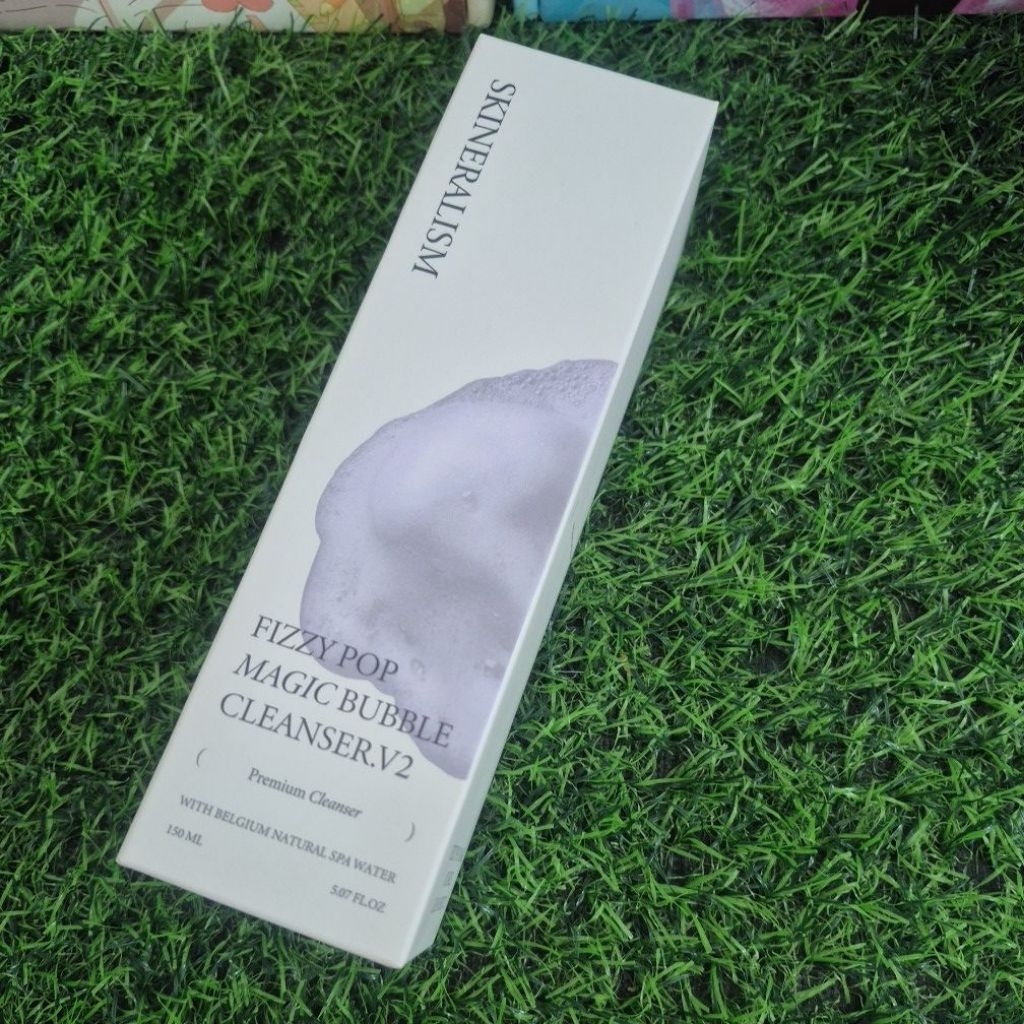 SKINERALISM
FIZZY POP
MAGIC BUBBLE
CLEANSER.V2
( Premium Cleanser )
WITH BELGIUM NATURAL SPA WATER
150 ML
5.07 FL.OZ